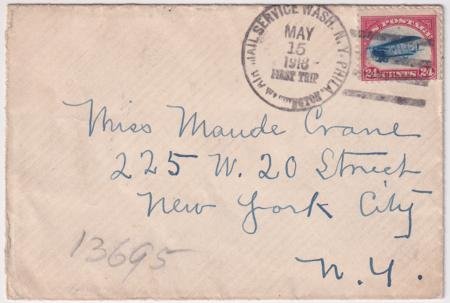 AIR MAIL SERVICE WASH. N.Y. PHILA.
MAY
15
1918
FIRST TRIP
U.S. POSTAGE
24 CENTS 24
Miss Maude Crane
225 W. 20 Street
New York City
N.Y.
13695